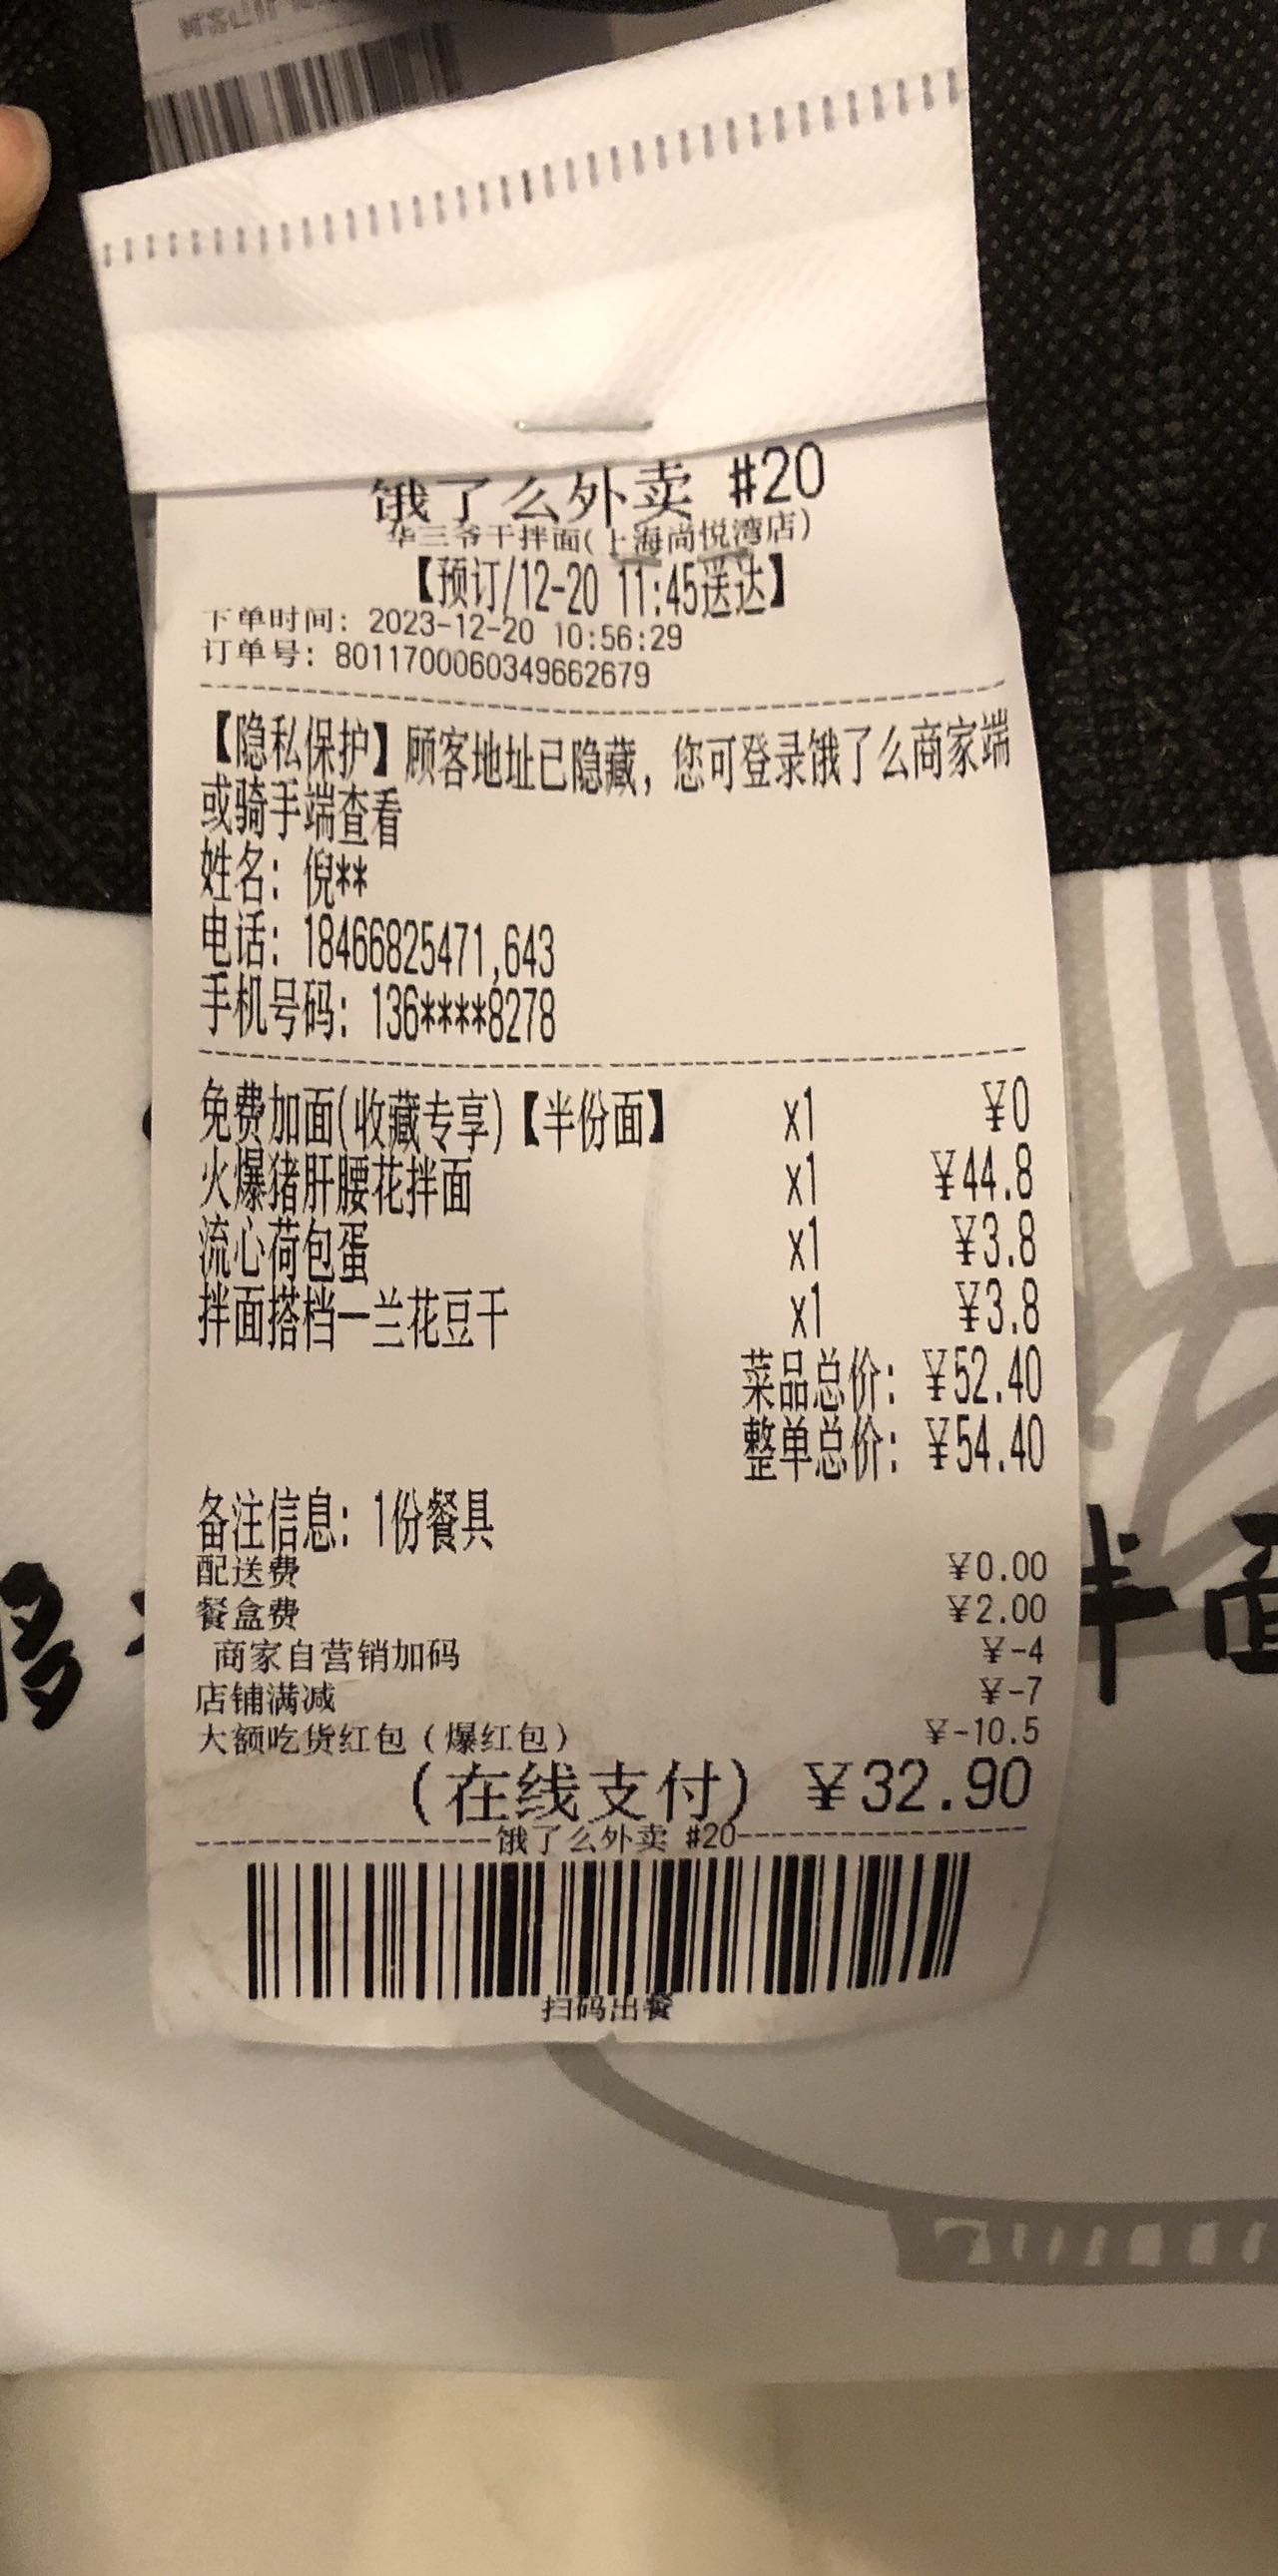 饿了么外卖 #20
华三爷干拌面(上海尚悦湾店)
【预订/12-20 11:45送达】
下单时间: 2023-12-20 10:56:29
订单号: 8011700060349662679
【隐私保护】顾客地址已隐藏, 您可登录饿了么商家端
或骑手端查看
姓名: 倪**
电话: 18466825471,643
手机号码: 136****8278
免费加面(收藏专享)【半份面】 x1 ¥0
火爆猪肝腰花拌面 x1 ¥44.8
流心荷包蛋 x1 ¥3.8
拌面搭档—兰花豆干 x1 ¥3.8
菜品总价: ¥52.40
整单总价: ¥54.40
备注信息: 1份餐具
配送费 ¥0.00
餐盒费 ¥2.00
商家自营销加码 ¥-4
店铺满减 ¥-7
大额吃货红包(爆红包) ¥-10.5
(在线支付) ¥32.90
饿了么外卖 #20
扫码出餐
拌面